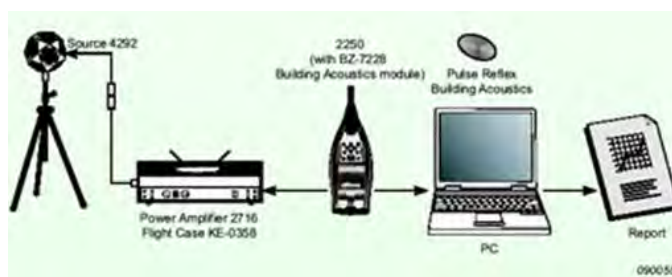 Source 4292
2250
(with BZ-7228
Building Acoustics module)
Pulse Reflex
Building Acoustics
Power Amplifier 2716
Flight Case KE-0358
PC
Report